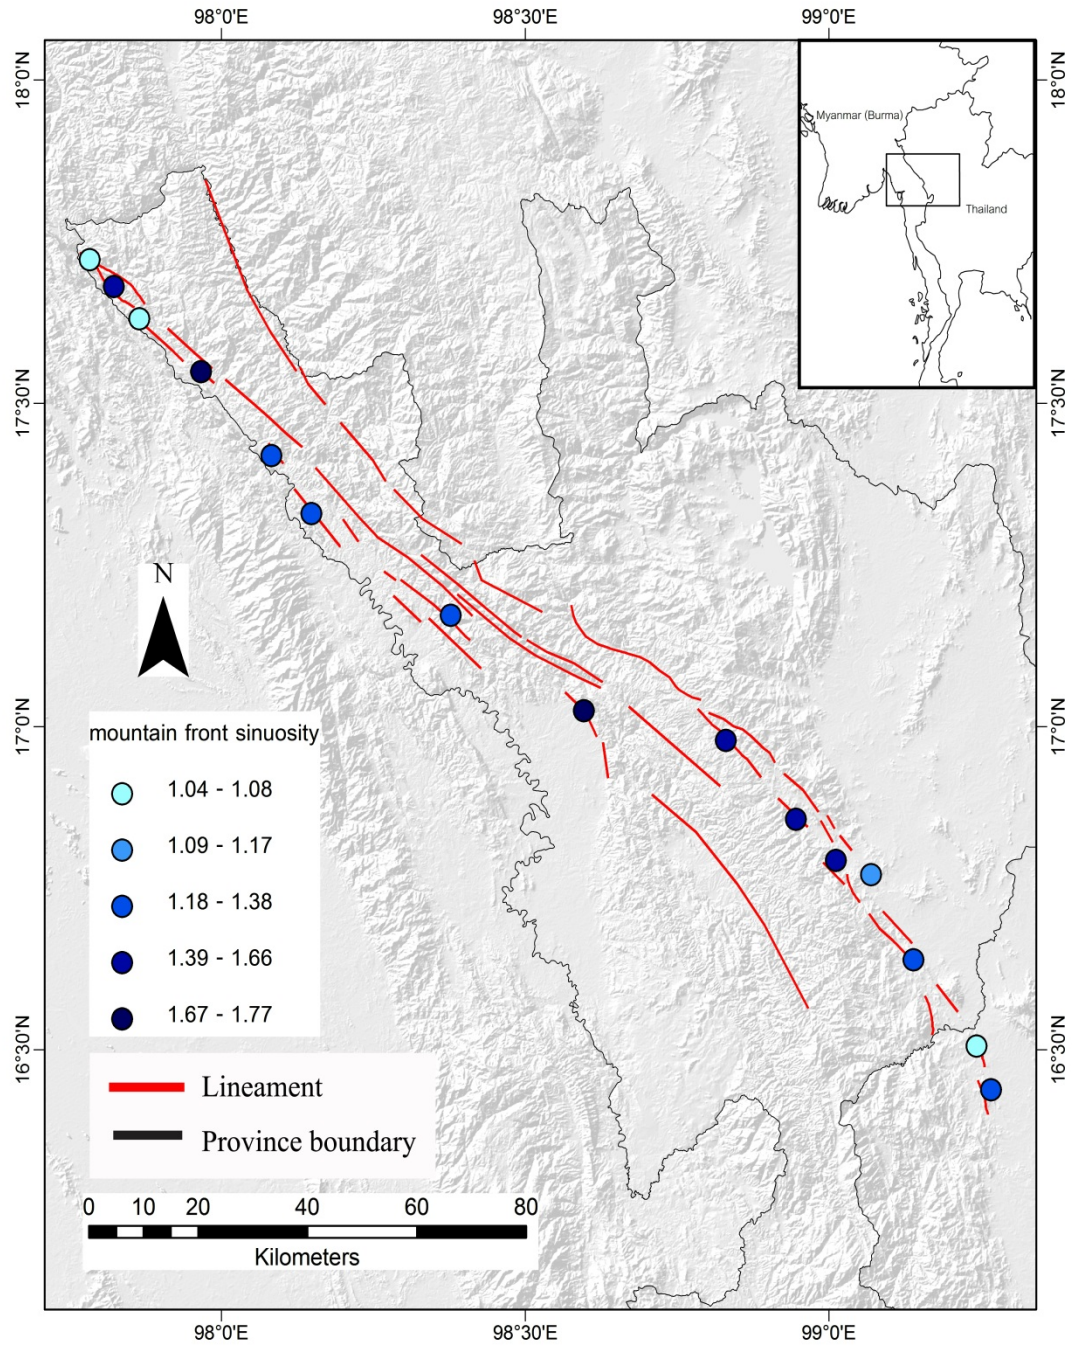 98°0'E 98°30'E 99°0'E
18°0'N 18°0'N
Myanmar (Burma)
Thailand
17°30'N 17°30'N
N
17°0'N 17°0'N
mountain front sinuosity
1.04 - 1.08
1.09 - 1.17
1.18 - 1.38
1.39 - 1.66
1.67 - 1.77
16°30'N 16°30'N
Lineament
Province boundary
0 10 20 40 60 80
Kilometers
98°0'E 98°30'E 99°0'E